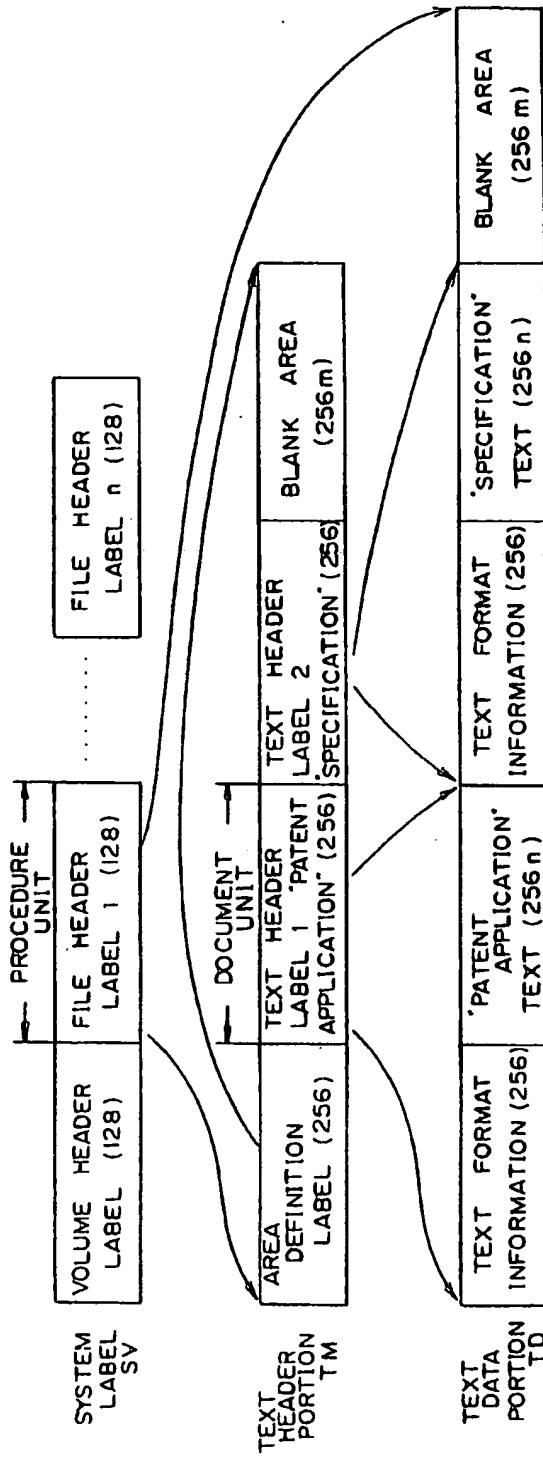 SYSTEM
LABEL
SV
VOLUME HEADER
LABEL (128)
PROCEDURE
UNIT
FILE HEADER
LABEL 1 (128)
........
FILE HEADER
LABEL n (128)
TEXT
HEADER
PORTION
TM
AREA
DEFINITION
LABEL (256)
DOCUMENT
UNIT
TEXT HEADER
LABEL 1 "PATENT
APPLICATION" (256)
TEXT HEADER
LABEL 2
"SPECIFICATION" (256)
BLANK AREA
(256m)
TEXT
DATA
PORTION
TD
TEXT FORMAT
INFORMATION (256)
"PATENT
APPLICATION"
TEXT (256n)
TEXT FORMAT
INFORMATION (256)
"SPECIFICATION"
TEXT (256n)
BLANK AREA
(256m)